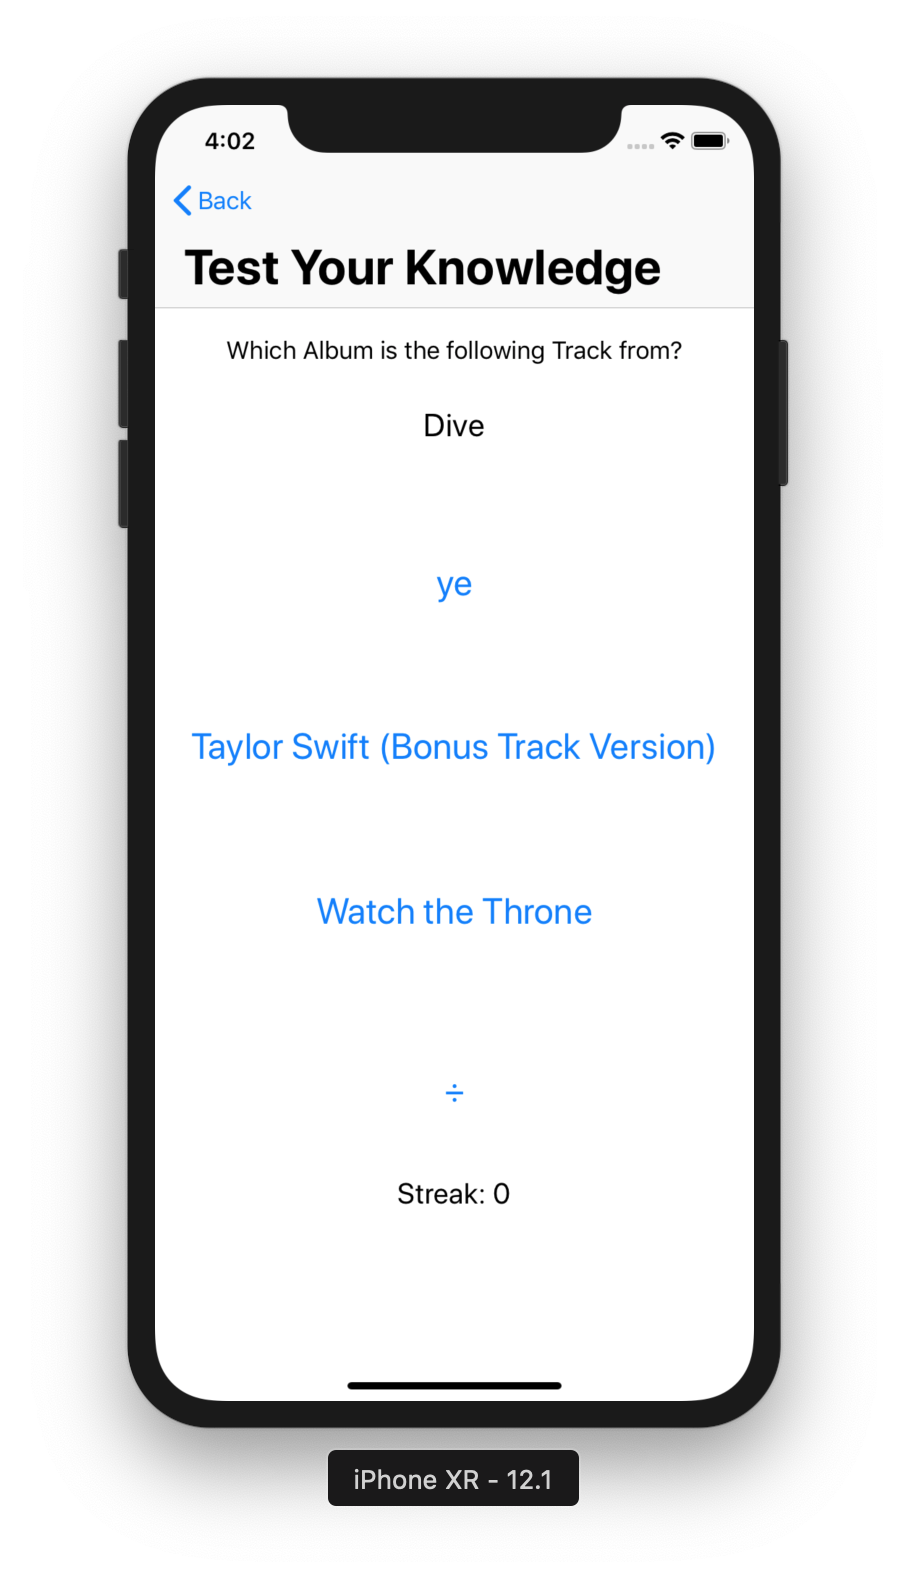 4:02
Back
Test Your Knowledge
Which Album is the following Track from?
Dive
ye
Taylor Swift (Bonus Track Version)
Watch the Throne
÷
Streak: 0
iPhone XR - 12.1